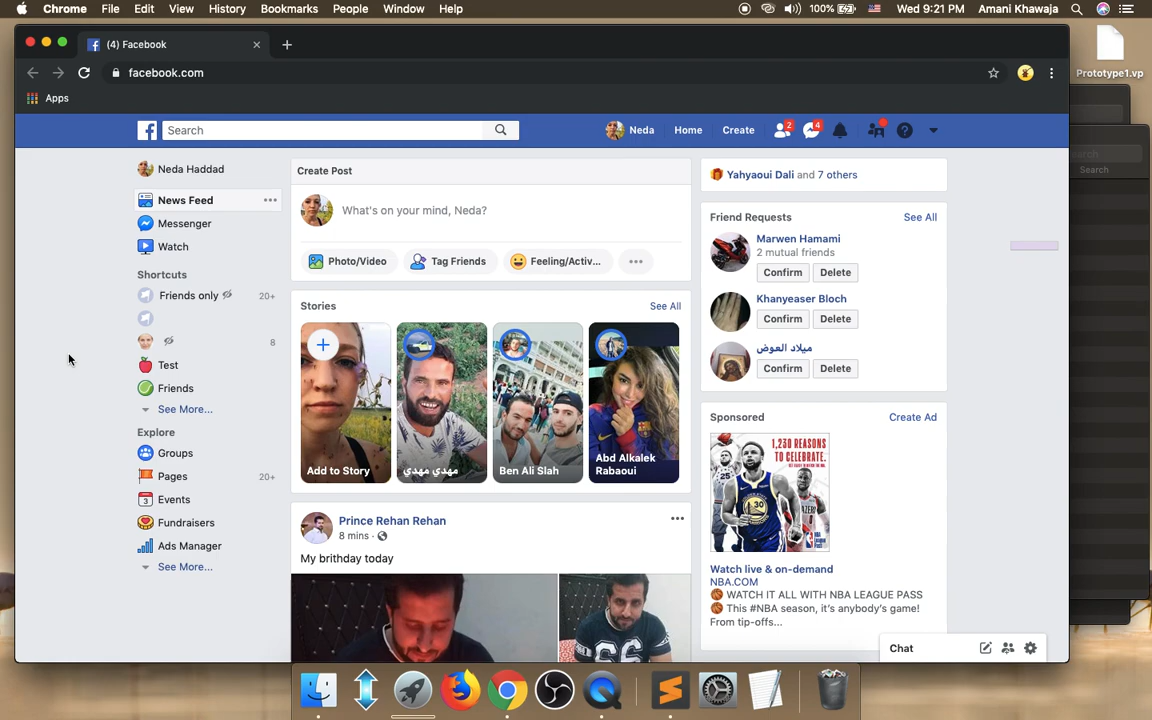 Chrome File Edit View History Bookmarks People Window Help 100% Wed 9:21 PM Amani Khawaja
(4) Facebook
Prototype1.vp
facebook.com
Apps
Search Neda Home Create 2 4
Search
Neda Haddad
News Feed
Messenger
Watch
Shortcuts
Friends only 20+
8
Test
Friends
See More...
Explore
Groups
Pages 20+
Events
Fundraisers
Ads Manager
See More...
Create Post
What's on your mind, Neda?
Photo/Video Tag Friends Feeling/Activ...
Stories See All
Add to Story
مهدي مهدي
Ben Ali Slah
Abd Alkalek
Rabaoui
Prince Rehan Rehan
8 mins
My brithday today
Yahyaoui Dali and 7 others
Friend Requests See All
Marwen Hamami
2 mutual friends
Confirm Delete
Khanyeaser Bloch
Confirm Delete
ميلاد العوض
Confirm Delete
Sponsored Create Ad
1,230 REASONS
TO CELEBRATE.
Watch live & on-demand
NBA.COM
WATCH IT ALL WITH NBA LEAGUE PASS
This #NBA season, it's anybody's game!
From tip-offs...
Chat